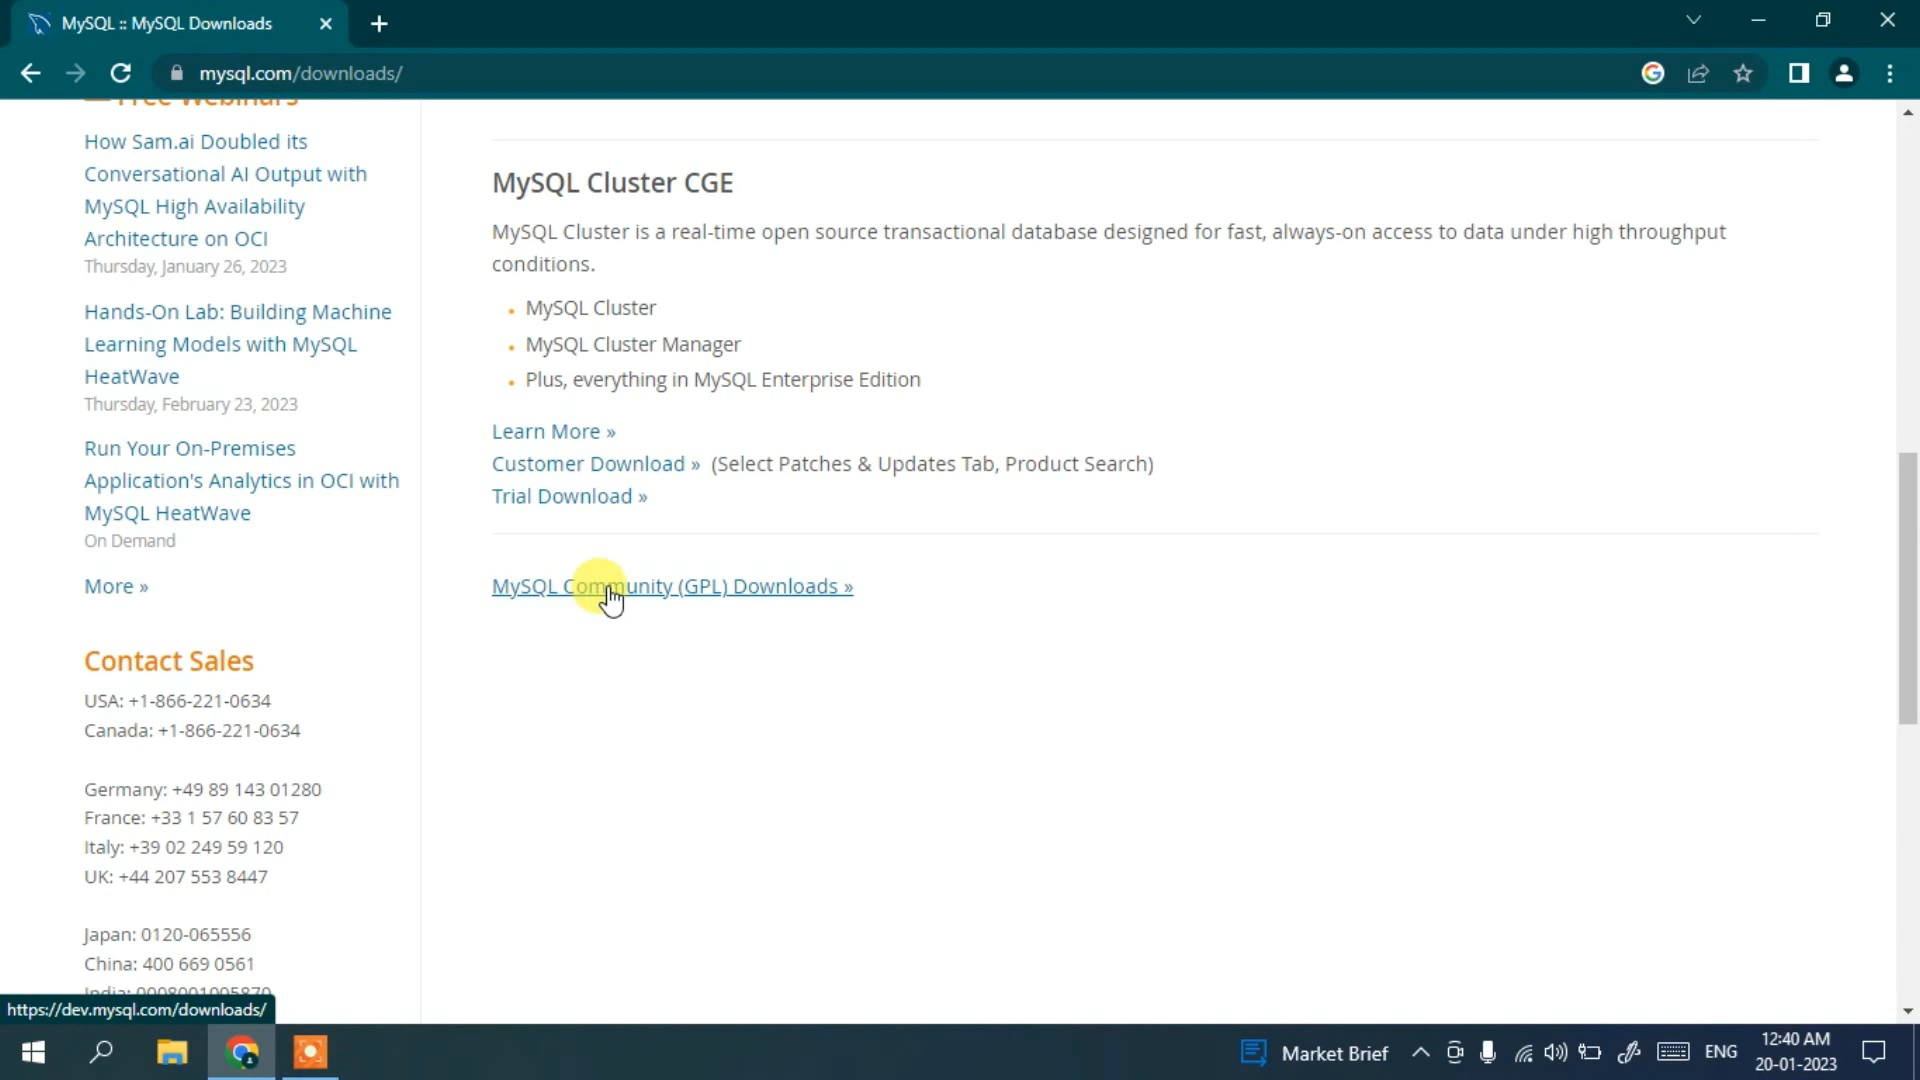 MySQL :: MySQL Downloads
mysql.com/downloads/
Free Webinars
How Sam.ai Doubled its
Conversational AI Output with
MySQL High Availability
Architecture on OCI
Thursday, January 26, 2023
Hands-On Lab: Building Machine
Learning Models with MySQL
HeatWave
Thursday, February 23, 2023
Run Your On-Premises
Application's Analytics in OCI with
MySQL HeatWave
On Demand
More »
Contact Sales
USA: +1-866-221-0634
Canada: +1-866-221-0634
Germany: +49 89 143 01280
France: +33 1 57 60 83 57
Italy: +39 02 249 59 120
UK: +44 207 553 8447
Japan: 0120-065556
China: 400 669 0561
India: 0008001005870
MySQL Cluster CGE
MySQL Cluster is a real-time open source transactional database designed for fast, always-on access to data under high throughput
conditions.
MySQL Cluster
MySQL Cluster Manager
Plus, everything in MySQL Enterprise Edition
Learn More »
Customer Download » (Select Patches & Updates Tab, Product Search)
Trial Download »
MySQL Community (GPL) Downloads »
https://dev.mysql.com/downloads/
Market Brief
ENG
12:40 AM
20-01-2023